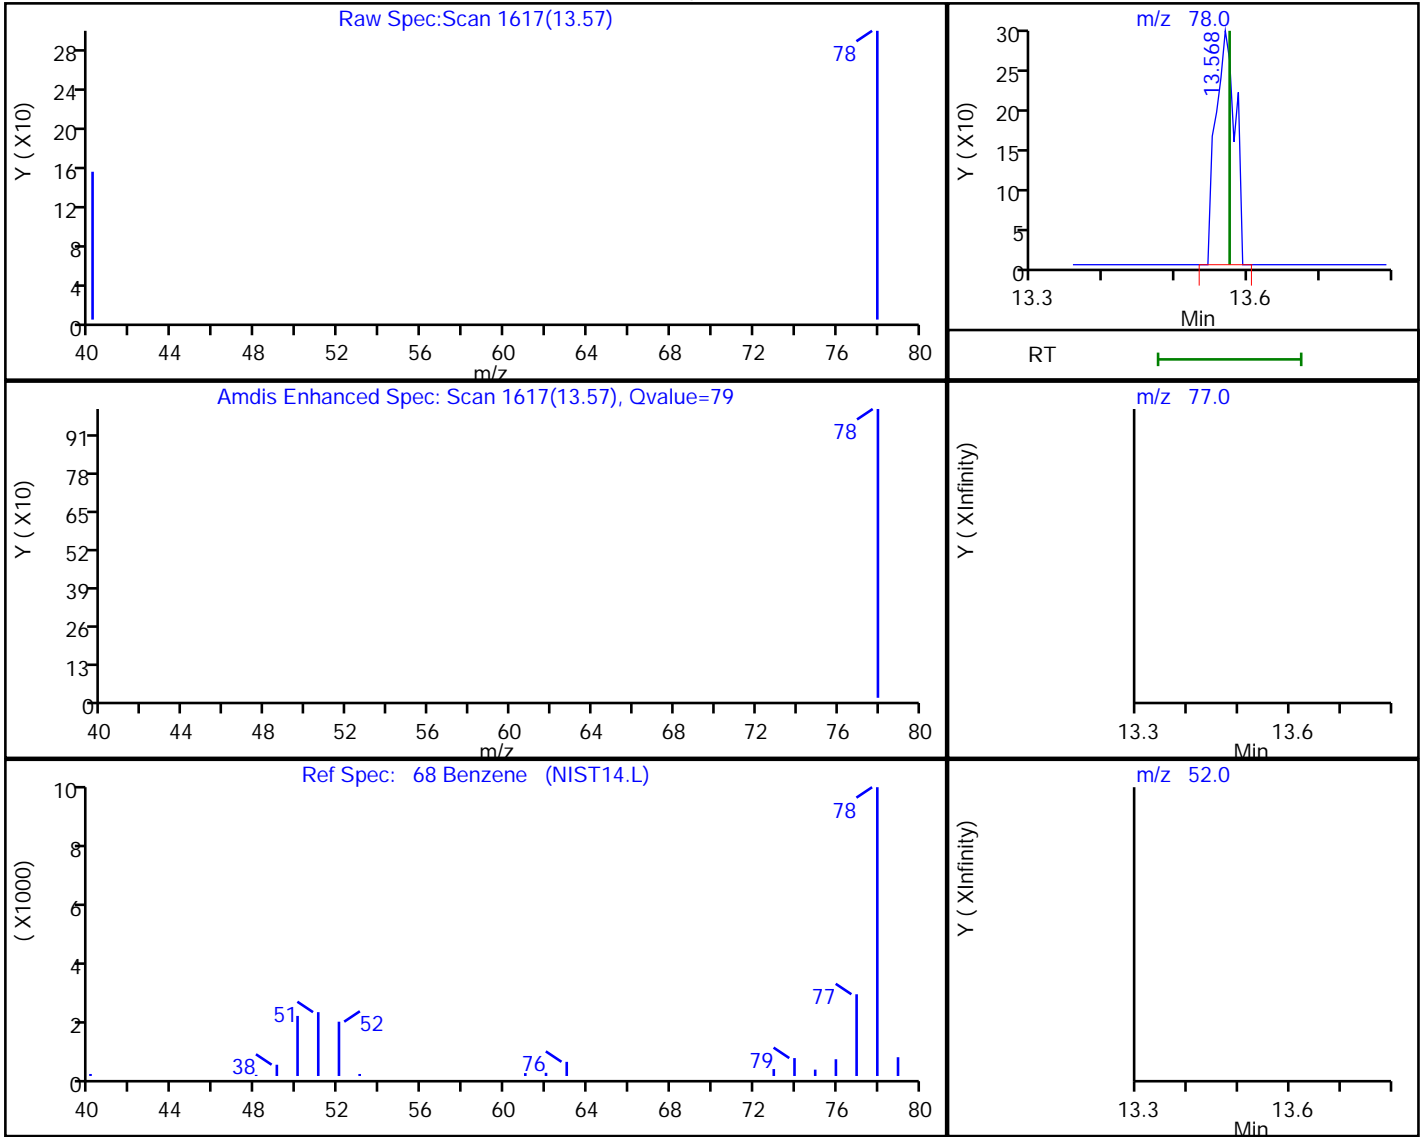 Raw Spec:Scan 1617(13.57)
Y ( X10)
28
24
20
16
12
8
4
0
78
40 44 48 52 56 60 64 68 72 76 80
m/z
m/z 78.0
Y ( X10)
30
25
20
15
10
5
0
13.568
13.3 13.6
Min
RT
Amdis Enhanced Spec: Scan 1617(13.57), Qvalue=79
Y ( X10)
91
78
65
52
39
26
13
0
78
40 44 48 52 56 60 64 68 72 76 80
m/z
m/z 77.0
Y ( XInfinity)
13.3 13.6
Min
Ref Spec: 68 Benzene (NIST14.L)
( X1000)
10
8
6
4
2
0
38
51
52
76
79
77
78
40 44 48 52 56 60 64 68 72 76 80
m/z 52.0
Y ( XInfinity)
13.3 13.6
Min